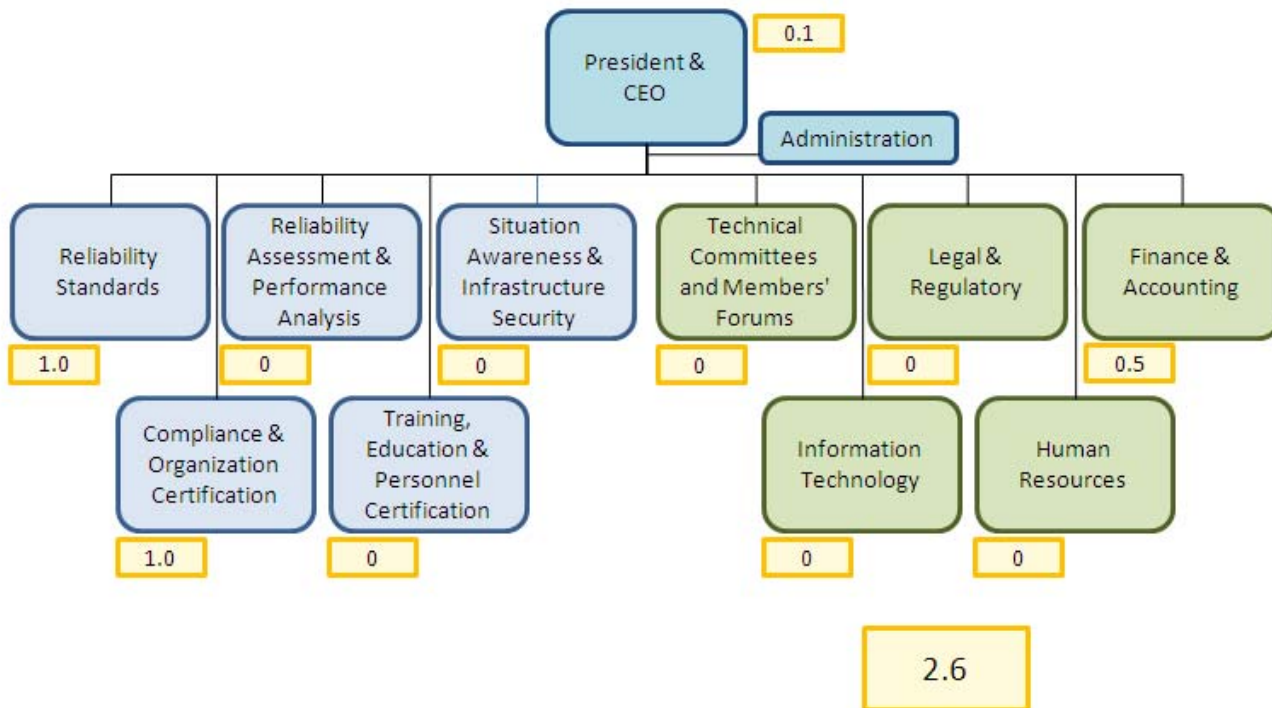 0.1
President &
CEO
Administration
Reliability
Standards
1.0
Reliability
Assessment &
Performance
Analysis
0
Situation
Awareness &
Infrastructure
Security
0
Technical
Committees
and Members'
Forums
0
Legal &
Regulatory
0
Finance &
Accounting
0.5
Compliance &
Organization
Certification
1.0
Training,
Education &
Personnel
Certification
0
Information
Technology
0
Human
Resources
0
2.6